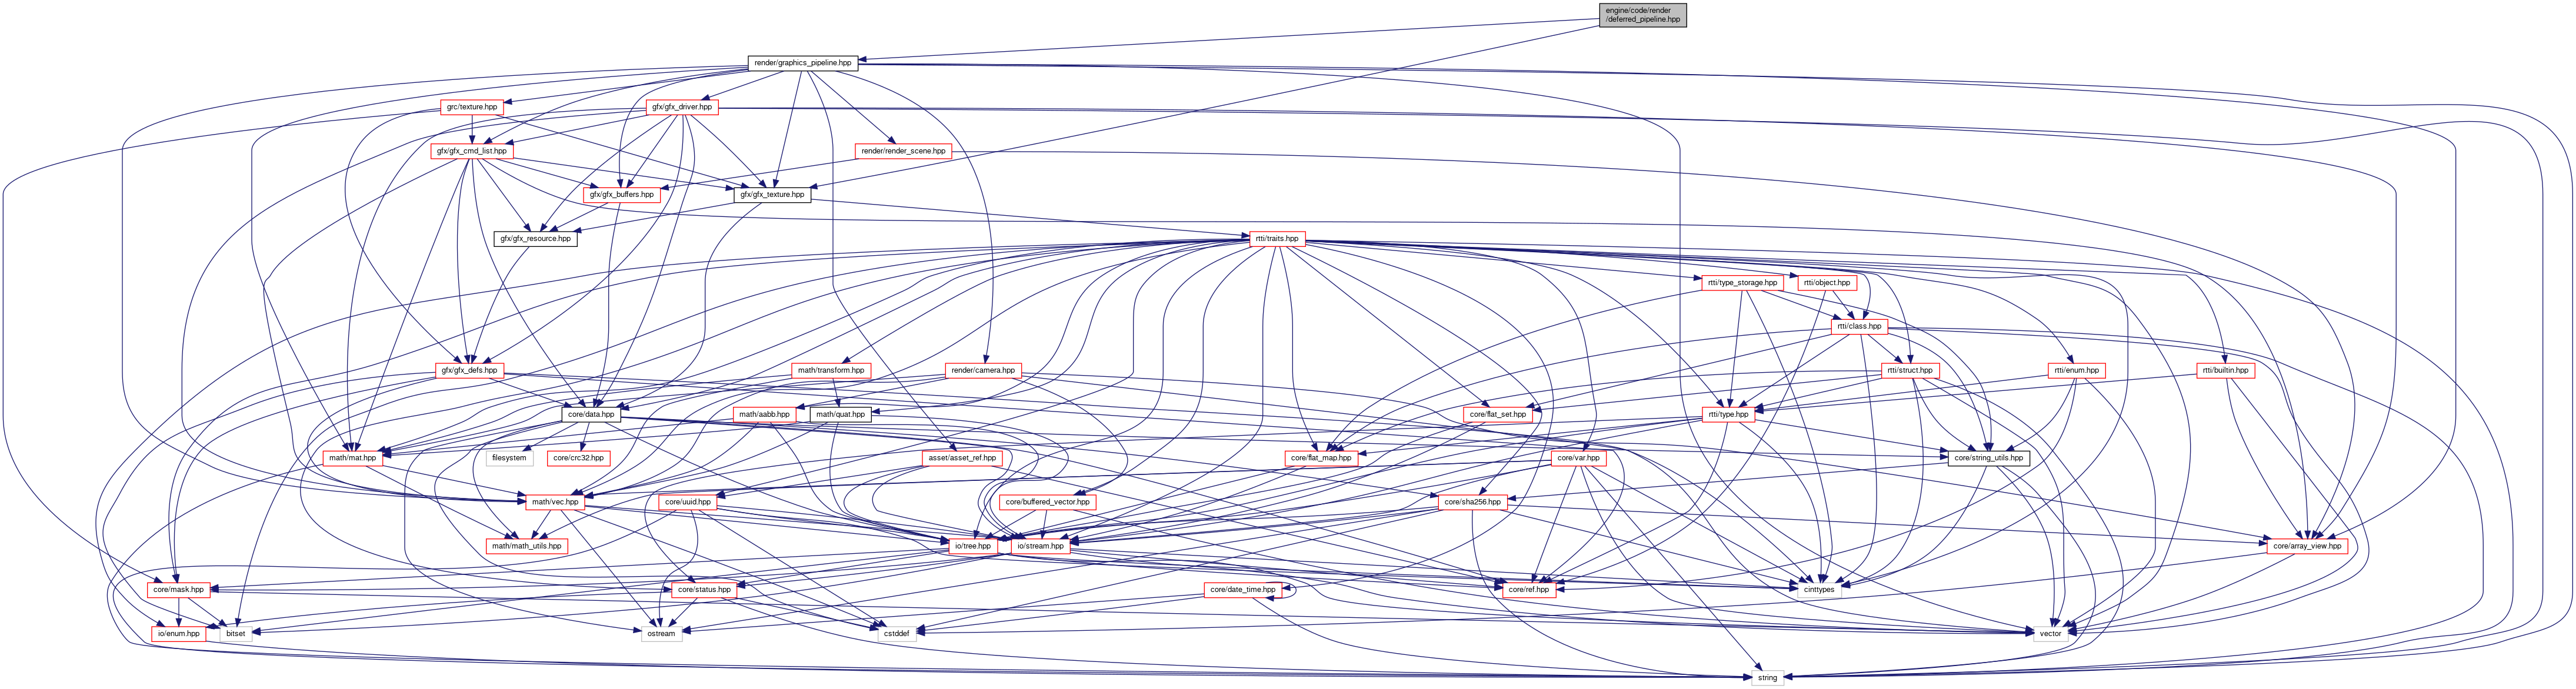 engine/code/render
/deferred_pipeline.hpp
render/graphics_pipeline.hpp
grc/texture.hpp
gfx/gfx_driver.hpp
gfx/gfx_cmd_list.hpp
render/render_scene.hpp
gfx/gfx_buffers.hpp
gfx/gfx_texture.hpp
gfx/gfx_resource.hpp
rtti/traits.hpp
rtti/type_storage.hpp
rtti/object.hpp
rtti/class.hpp
gfx/gfx_defs.hpp
math/transform.hpp
render/camera.hpp
rtti/struct.hpp
rtti/enum.hpp
rtti/builtin.hpp
core/data.hpp
math/aabb.hpp
math/quat.hpp
core/flat_set.hpp
rtti/type.hpp
math/mat.hpp
filesystem
core/crc32.hpp
asset/asset_ref.hpp
core/flat_map.hpp
core/var.hpp
core/string_utils.hpp
math/vec.hpp
core/uuid.hpp
core/buffered_vector.hpp
core/sha256.hpp
math/math_utils.hpp
io/tree.hpp
io/stream.hpp
core/array_view.hpp
core/mask.hpp
core/status.hpp
core/date_time.hpp
core/ref.hpp
cinttypes
io/enum.hpp
bitset
ostream
cstddef
vector
string